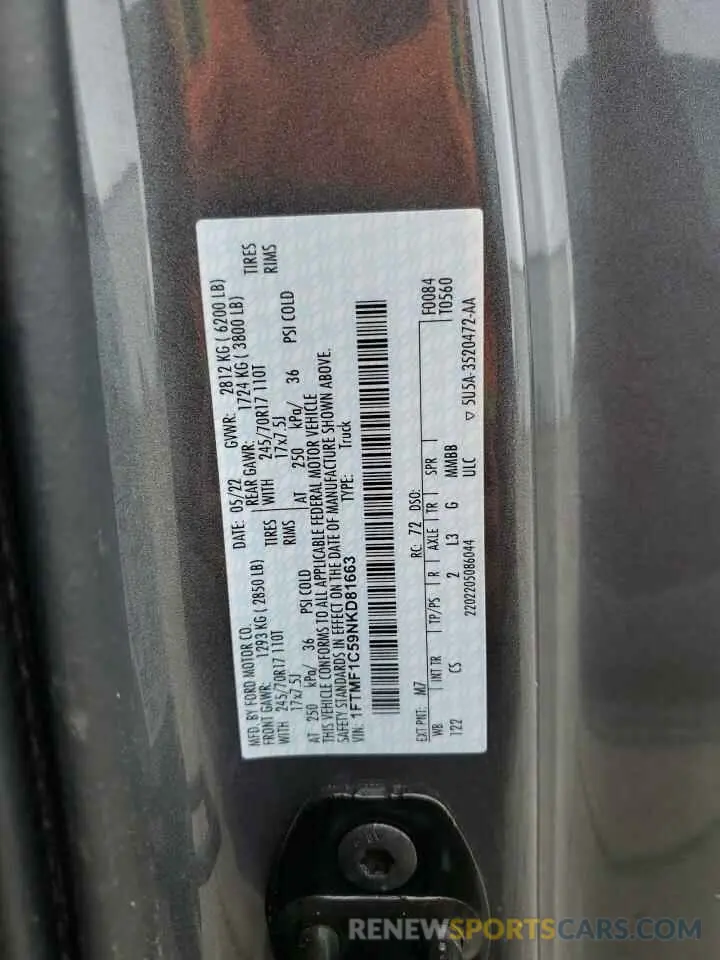 MFD. BY FORD MOTOR CO.
DATE: 05/22 GVWR: 2812 KG ( 6200 LB)
FRONT GAWR: 1293 KG ( 2850 LB)
REAR GAWR: 1724 KG ( 3800 LB)
WITH 245/70R17 110T TIRES
WITH 245/70R17 110T TIRES
17x7.5J RIMS
17x7.5J RIMS
AT 250 kPa/ 36 PSI COLD
AT 250 kPa/ 36 PSI COLD
THIS VEHICLE CONFORMS TO ALL APPLICABLE FEDERAL MOTOR VEHICLE
SAFETY STANDARDS IN EFFECT ON THE DATE OF MANUFACTURE SHOWN ABOVE.
VIN: 1FTMF1C59NKD81663 TYPE: Truck
EXT PNT: M7 RC: 72 DSO: F0084
WB INT TR TP/PS R AXLE TR SPR T0560
122 CS 2 L3 G MMBB
2202205086044 ULC ▽ 5U5A-3520472-AA
RENEWSPORTSCARS.COM